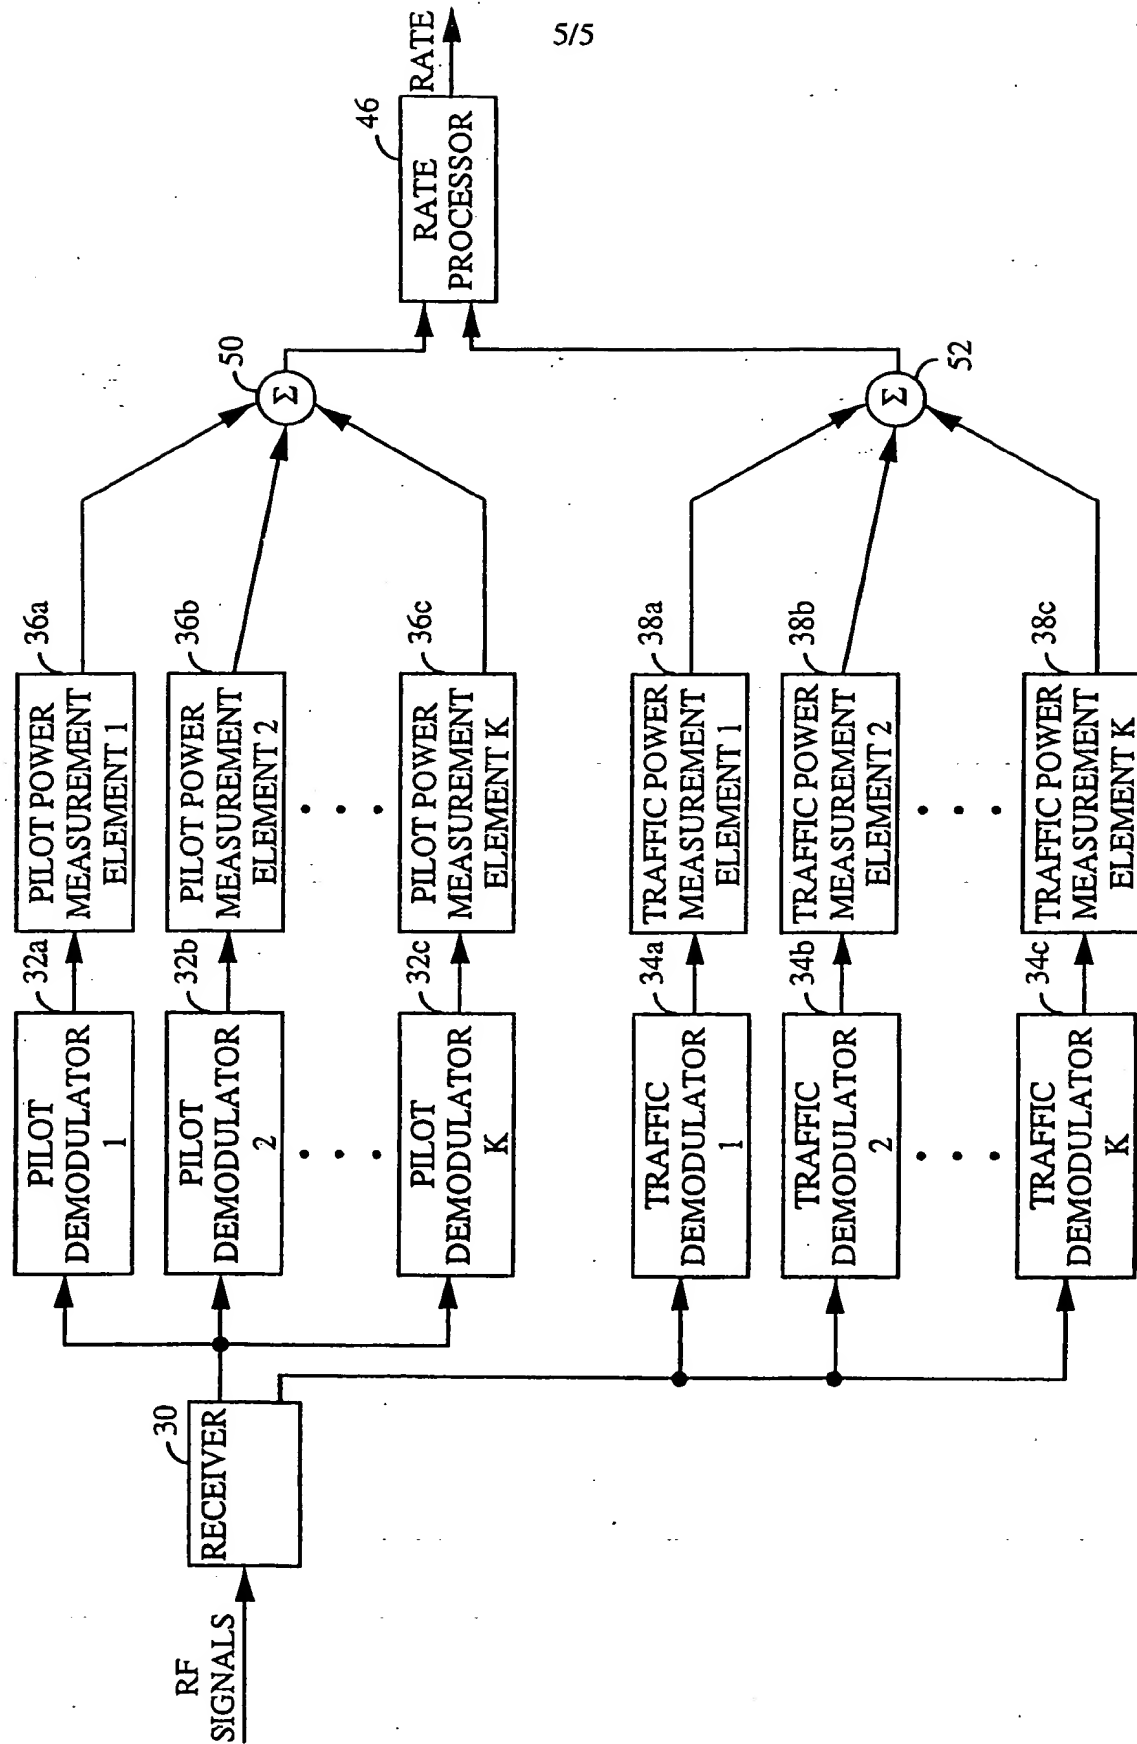 5/5
RF
SIGNALS
30
RECEIVER
32a
PILOT
DEMODULATOR
1
36a
PILOT POWER
MEASUREMENT
ELEMENT 1
32b
PILOT
DEMODULATOR
2
36b
PILOT POWER
MEASUREMENT
ELEMENT 2
32c
PILOT
DEMODULATOR
K
36c
PILOT POWER
MEASUREMENT
ELEMENT K
50
Σ
34a
TRAFFIC
DEMODULATOR
1
38a
TRAFFIC POWER
MEASUREMENT
ELEMENT 1
34b
TRAFFIC
DEMODULATOR
2
38b
TRAFFIC POWER
MEASUREMENT
ELEMENT 2
34c
TRAFFIC
DEMODULATOR
K
38c
TRAFFIC POWER
MEASUREMENT
ELEMENT K
Σ
52
46
RATE
PROCESSOR
RATE